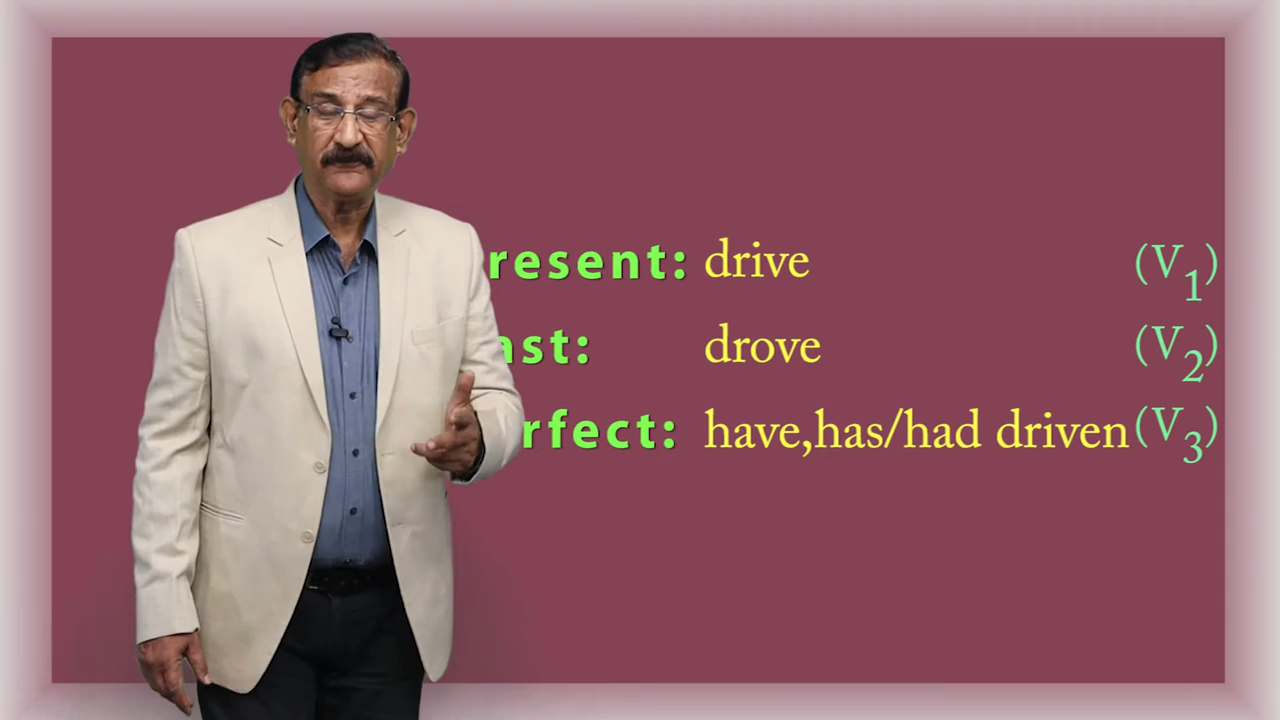 resent: drive (V1)
ast: drove (V2)
rfect: have,has/had driven (V3)